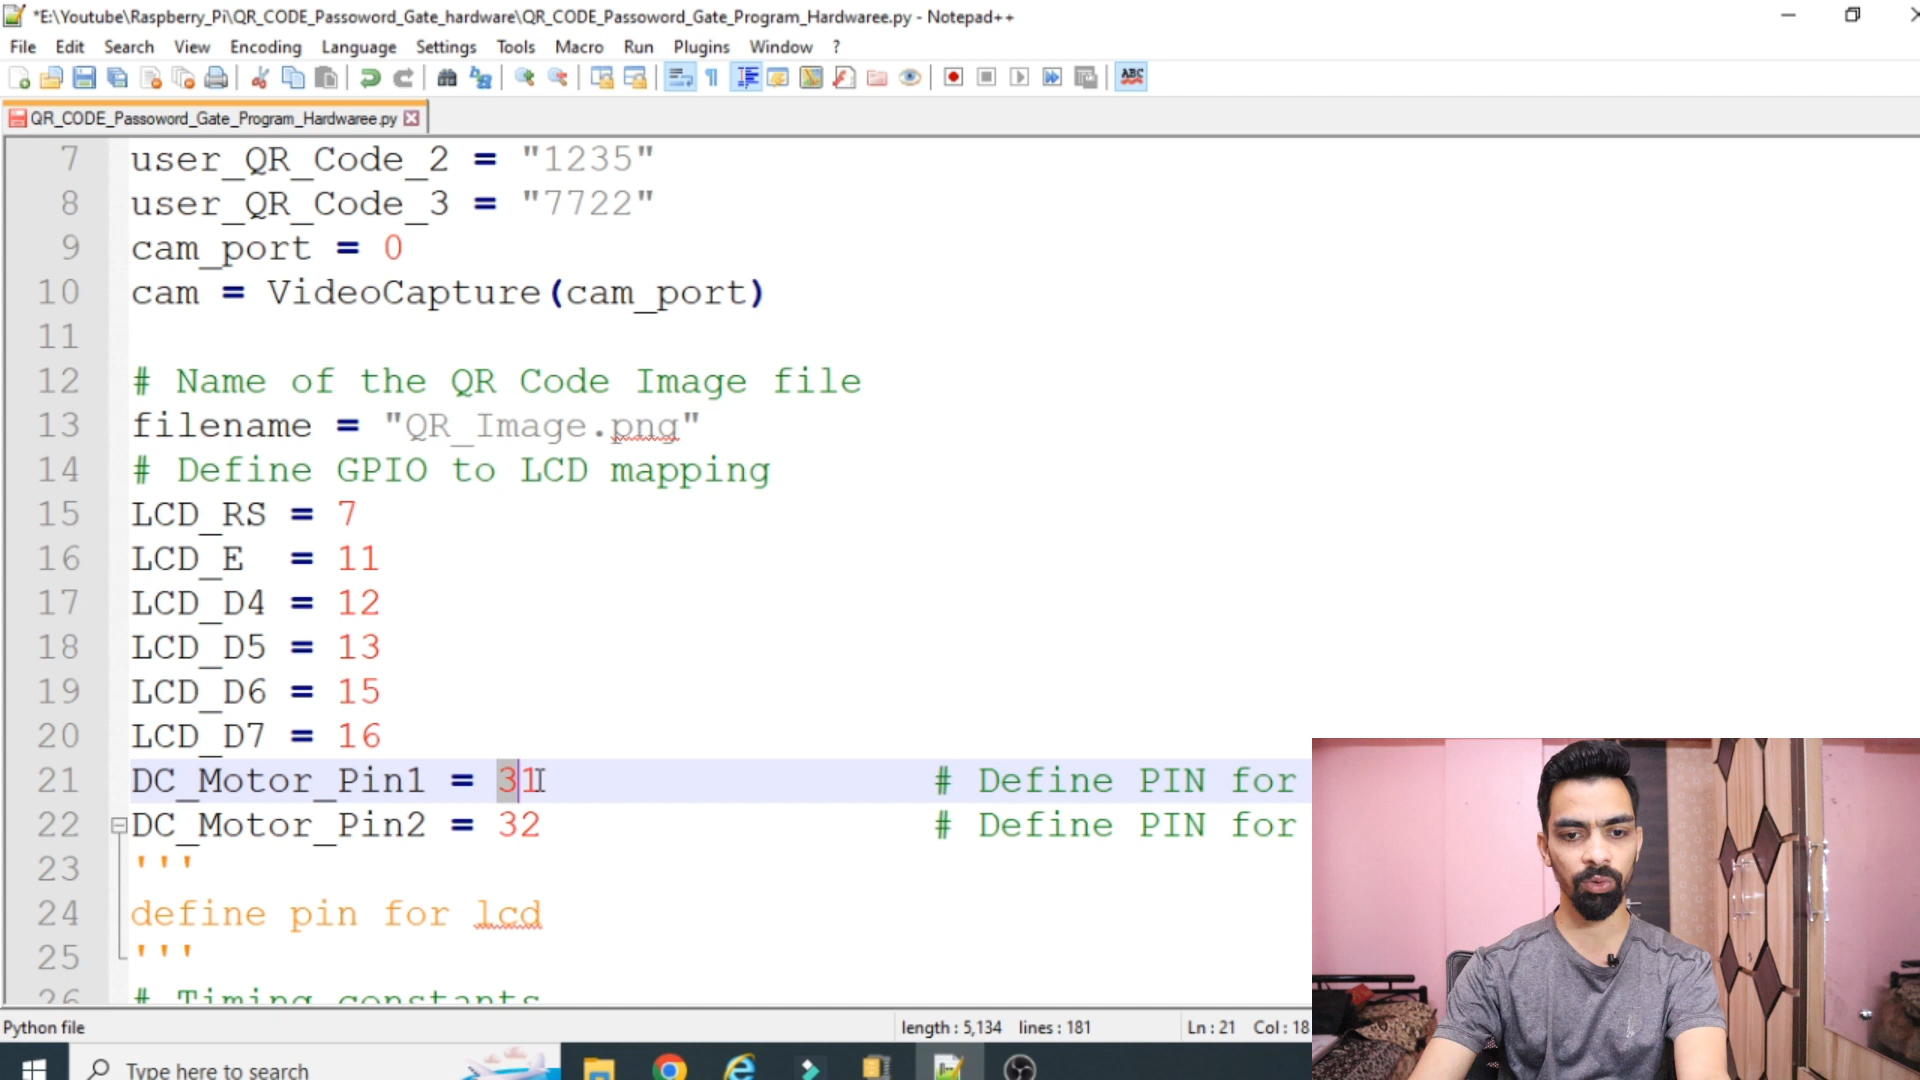 *E:\Youtube\Raspberry_Pi\QR_CODE_Passoword_Gate_hardware\QR_CODE_Passoword_Gate_Program_Hardwaree.py - Notepad++
File Edit Search View Encoding Language Settings Tools Macro Run Plugins Window ?
QR_CODE_Passoword_Gate_Program_Hardwaree.py
7 user_QR_Code_2 = "1235"
8 user_QR_Code_3 = "7722"
9 cam_port = 0
10 cam = VideoCapture(cam_port)
11
12 # Name of the QR Code Image file
13 filename = "QR_Image.png"
14 # Define GPIO to LCD mapping
15 LCD_RS = 7
16 LCD_E = 11
17 LCD_D4 = 12
18 LCD_D5 = 13
19 LCD_D6 = 15
20 LCD_D7 = 16
21 DC_Motor_Pin1 = 31 # Define PIN for
22 DC_Motor_Pin2 = 32 # Define PIN for
23 '''
24 define pin for lcd
25 '''
26 # Timing constants
Python file length : 5,134 lines : 181 Ln : 21 Col : 18
Type here to search